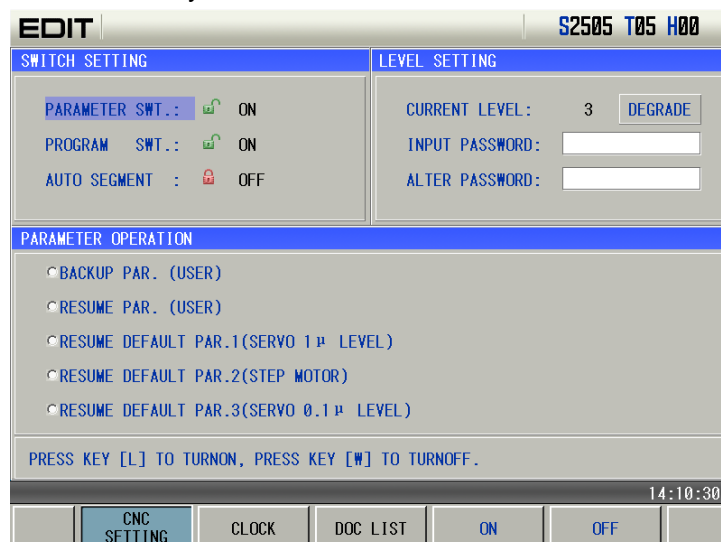 EDIT S2505 T05 H00
SWITCH SETTING
PARAMETER SWT.: ON
PROGRAM SWT.: ON
AUTO SEGMENT : OFF
LEVEL SETTING
CURRENT LEVEL: 3 DEGRADE
INPUT PASSWORD:
ALTER PASSWORD:
PARAMETER OPERATION
BACKUP PAR. (USER)
RESUME PAR. (USER)
RESUME DEFAULT PAR.1(SERVO 1μ LEVEL)
RESUME DEFAULT PAR.2(STEP MOTOR)
RESUME DEFAULT PAR.3(SERVO 0.1μ LEVEL)
PRESS KEY [L] TO TURNON, PRESS KEY [W] TO TURNOFF.
14:10:30
CNC SETTING CLOCK DOC LIST ON OFF